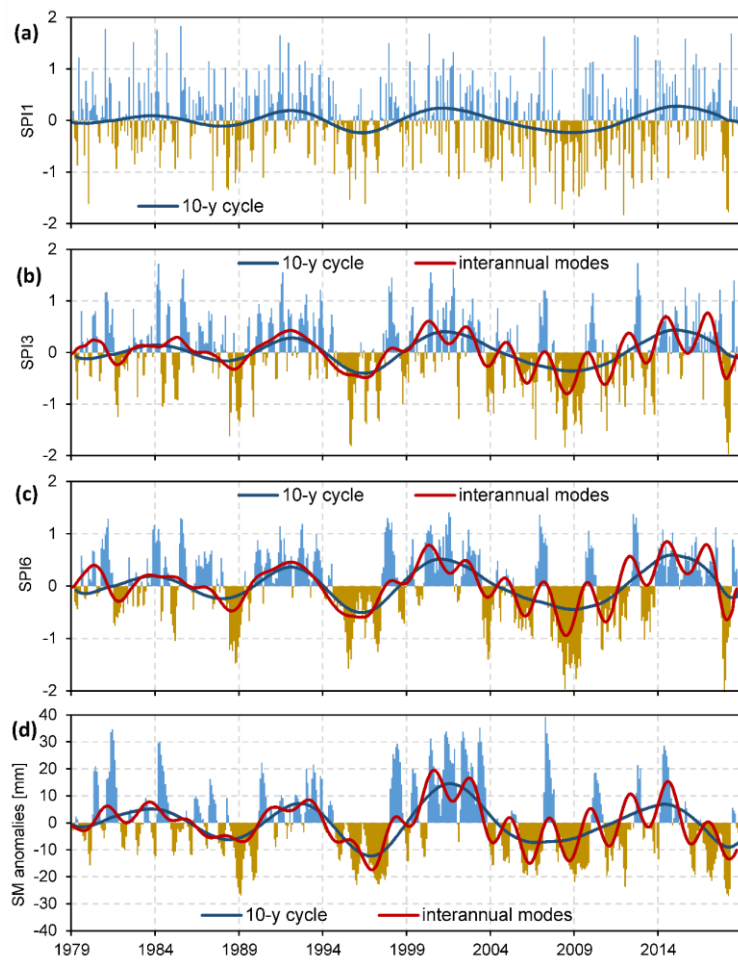 (a)
2
1
0
-1
-2
SPI1
10-y cycle
(b)
2
1
0
-1
-2
SPI3
10-y cycle interannual modes
(c)
2
1
0
-1
-2
SPI6
10-y cycle interannual modes
(d)
40
30
20
10
0
-10
-20
-30
-40
SM anomalies [mm]
10-y cycle interannual modes
1979 1984 1989 1994 1999 2004 2009 2014